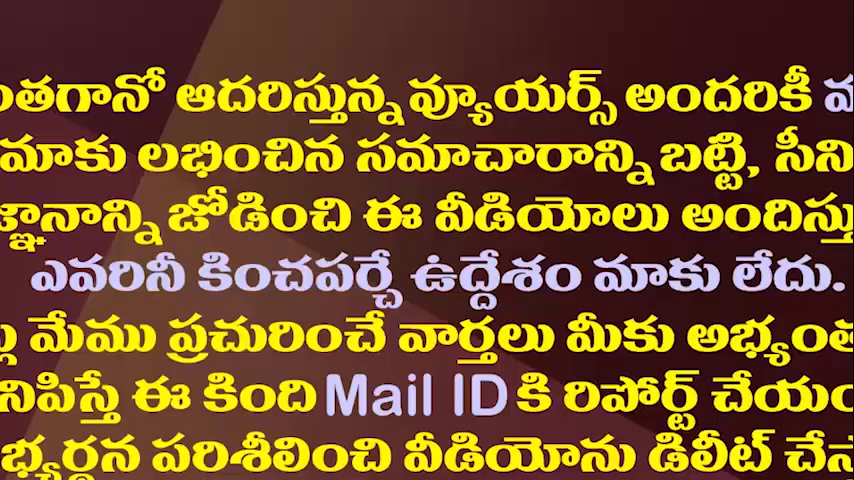 ంతగానో ఆదరిస్తున్న వ్యూయర్స్ అందరికీ
మాకు లభించిన సమాచారాన్ని బట్టి, సీని
జ్ఞానాన్ని జోడించి ఈ వీడియోలు అందిస్తు
ఎవరినీ కించపర్చే ఉద్దేశం మాకు లేదు.
మేము ప్రచురించే వార్తలు మీకు అభ్యంత
నిపిస్తే ఈ కింది Mail ID కి రిపోర్ట్ చేయం
భ్యర్ధన పరిశీలించి వీడియోను డిలీట్ చేస